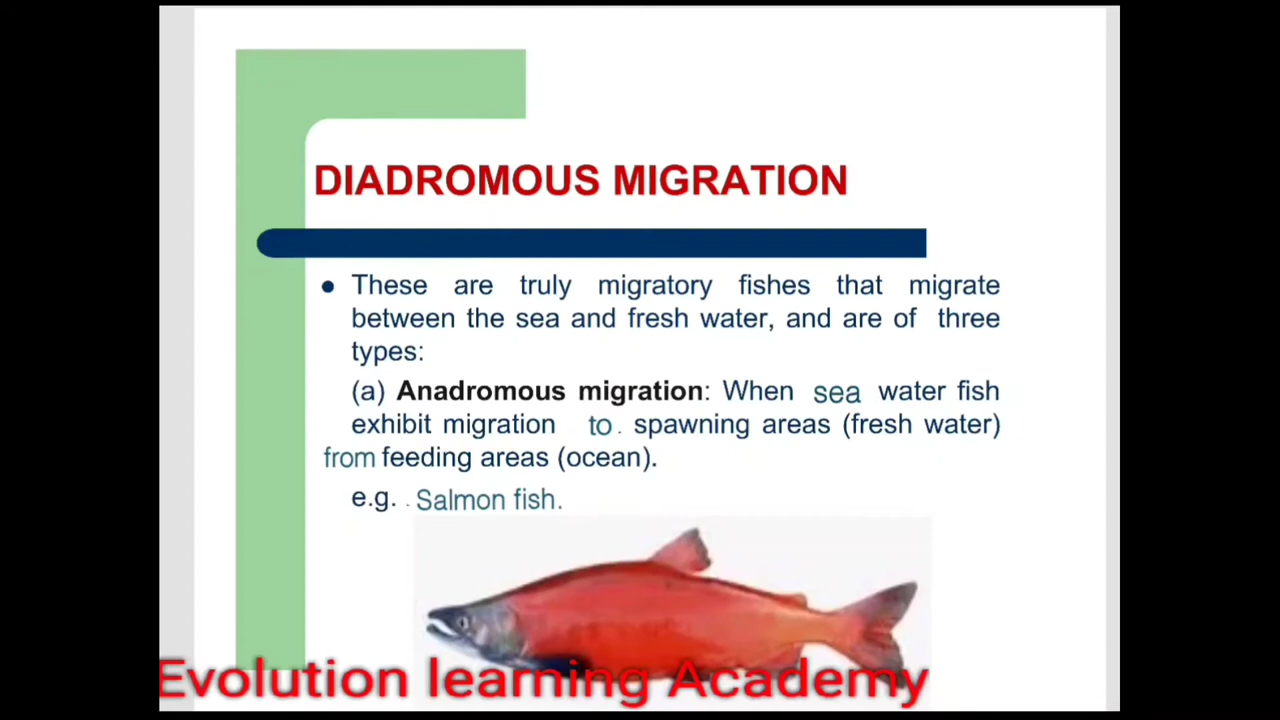 DIADROMOUS MIGRATION
● These are truly migratory fishes that migrate
between the sea and fresh water, and are of three
types:
(a) Anadromous migration: When sea water fish
exhibit migration to . spawning areas (fresh water)
from feeding areas (ocean).
e.g. . Salmon fish.
Evolution learning Academy